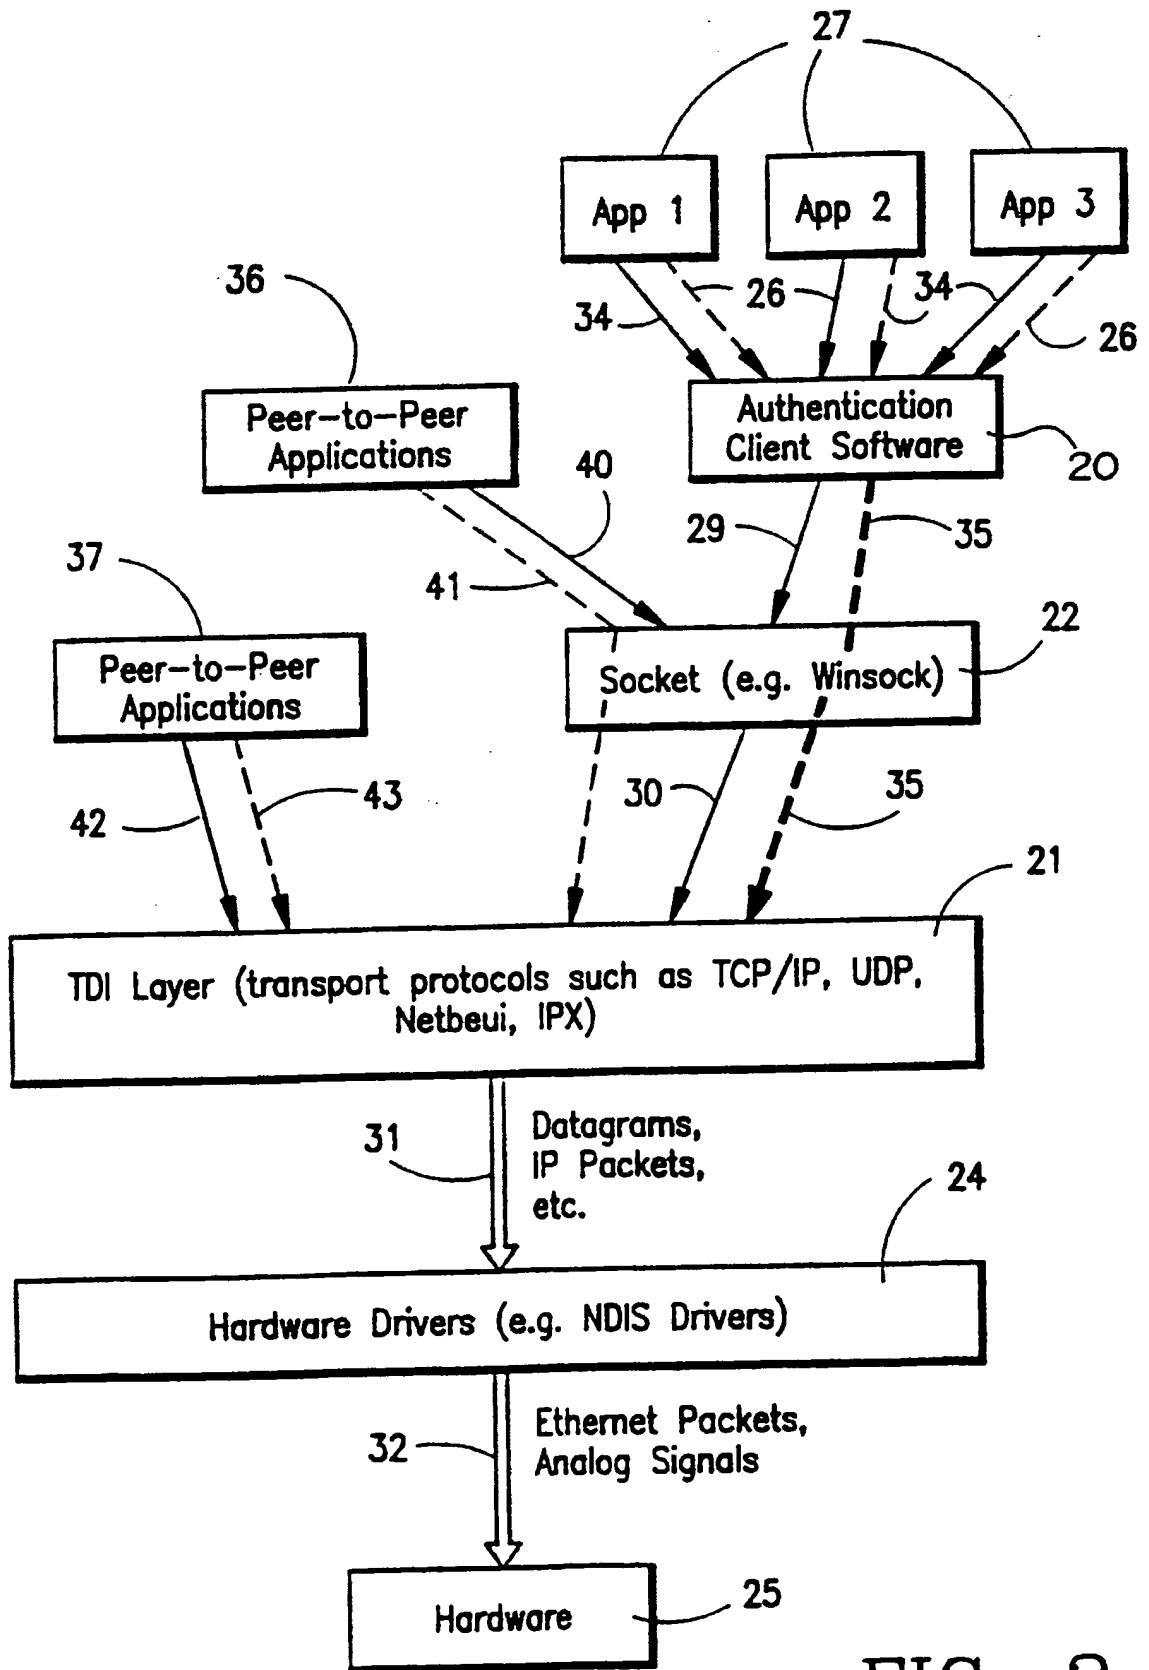 27
App 1
App 2
App 3
36
34
26
34
26
Peer-to-Peer
Applications
Authentication
Client Software
20
40
29
35
37
41
22
Peer-to-Peer
Applications
Socket (e.g. Winsock)
42
43
30
35
21
TDI Layer (transport protocols such as TCP/IP, UDP,
Netbeui, IPX)
31
Datagrams,
IP Packets,
etc.
24
Hardware Drivers (e.g. NDIS Drivers)
32
Ethernet Packets,
Analog Signals
Hardware
25